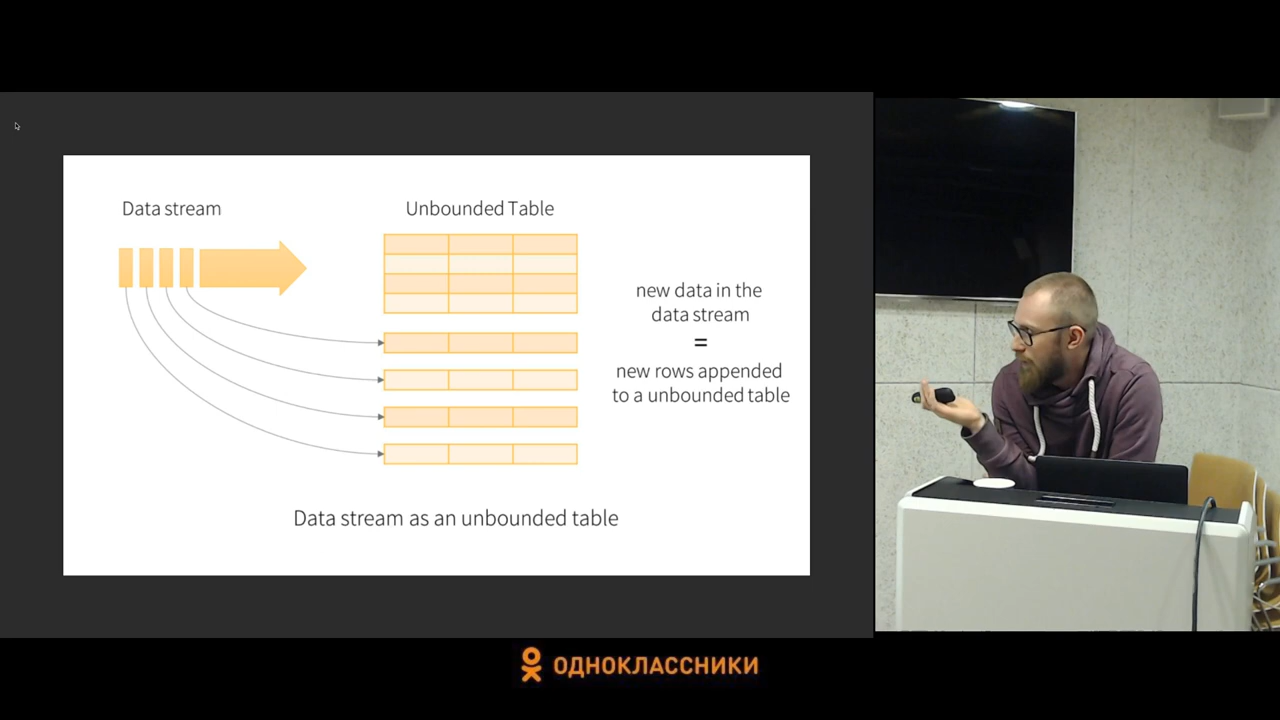 Data stream
Unbounded Table
new data in the
data stream
=
new rows appended
to a unbounded table
Data stream as an unbounded table
ОДНОКЛАССНИКИ